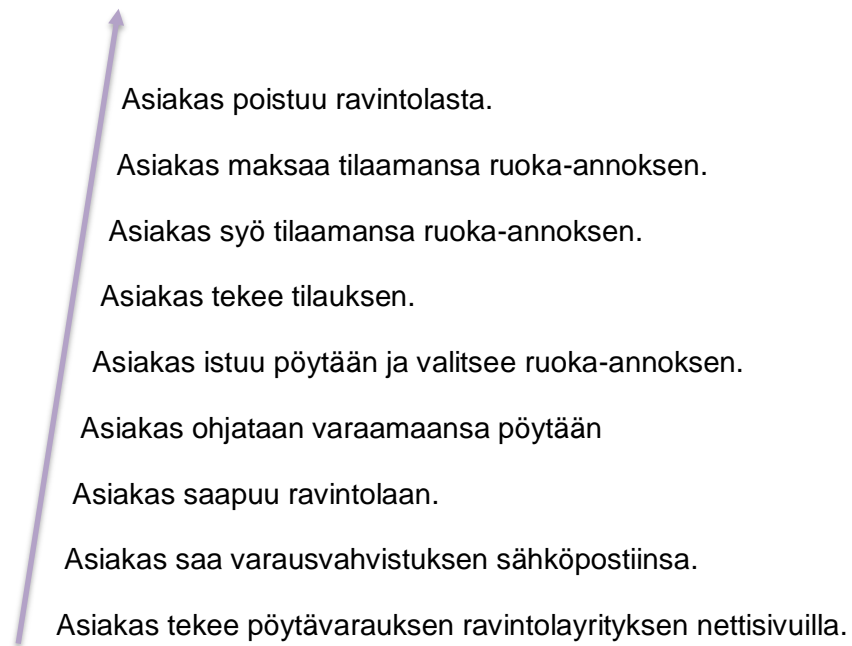 Asiakas poistuu ravintolasta.
Asiakas maksaa tilaamansa ruoka-annoksen.
Asiakas syö tilaamansa ruoka-annoksen.
Asiakas tekee tilauksen.
Asiakas istuu pöytään ja valitsee ruoka-annoksen.
Asiakas ohjataan varaamaansa pöytään
Asiakas saapuu ravintolaan.
Asiakas saa varausvahvistuksen sähköpostiinsa.
Asiakas tekee pöytävarauksen ravintolayrityksen nettisivuilla.